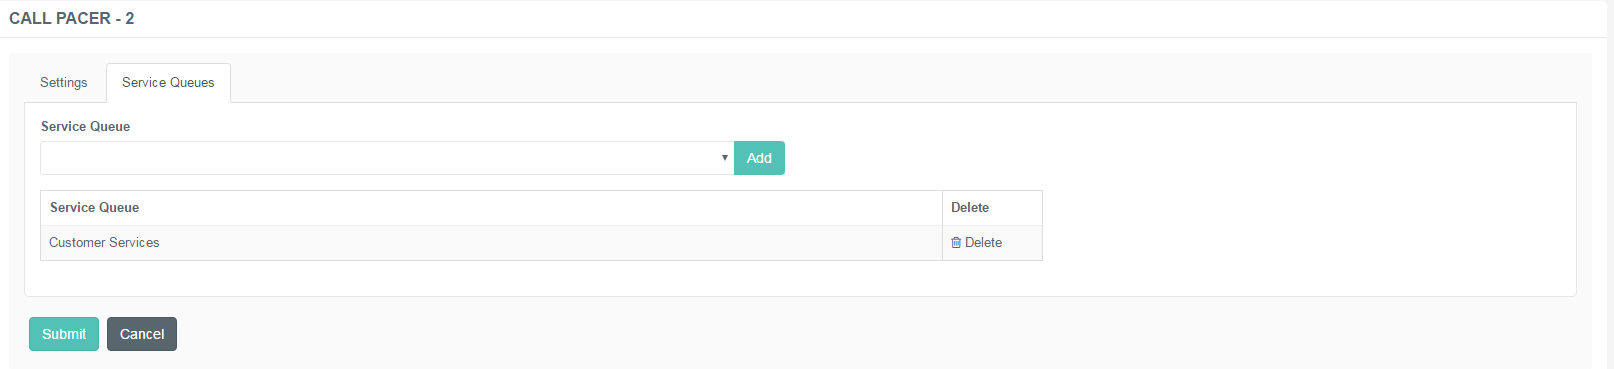 CALL PACER - 2
Settings Service Queues
Service Queue
Add
Service Queue Delete
Customer Services Delete
Submit Cancel